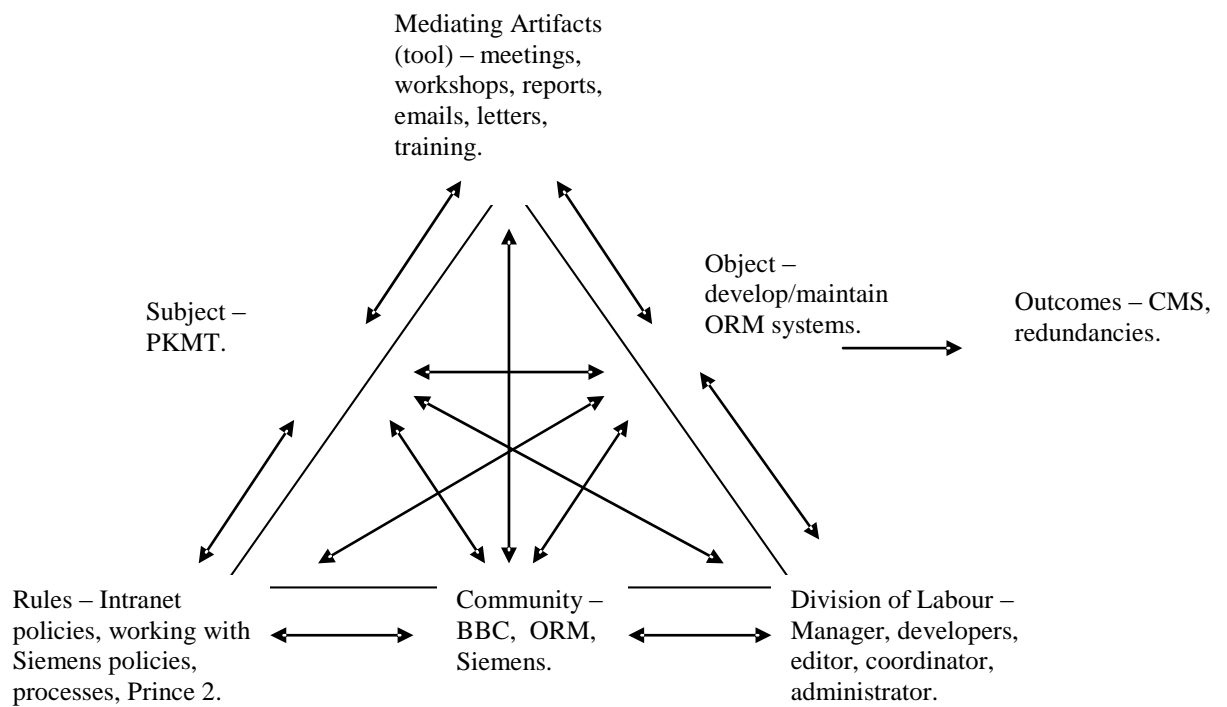 Mediating Artifacts
(tool) – meetings,
workshops, reports,
emails, letters,
training.
Subject –
PKMT.
Object –
develop/maintain
ORM systems.
Outcomes – CMS,
redundancies.
Rules – Intranet
policies, working with
Siemens policies,
processes, Prince 2.
Community –
BBC, ORM,
Siemens.
Division of Labour –
Manager, developers,
editor, coordinator,
administrator.